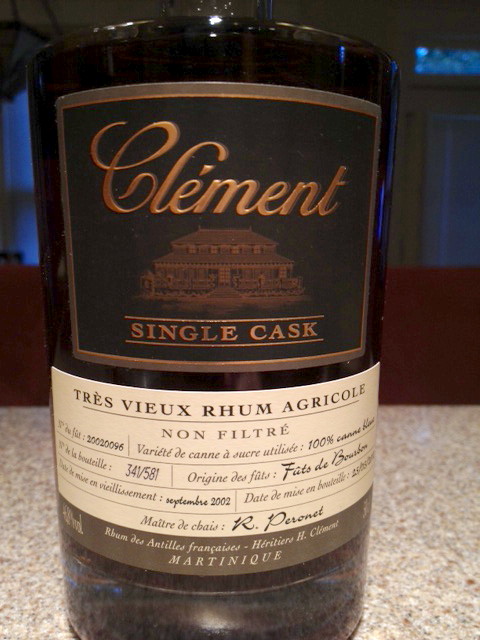 Clément
SINGLE CASK
TRÈS VIEUX RHUM AGRICOLE
NON FILTRÉ
N° du fût : 20020096 Variété de canne à sucre utilisée : 100% canne bleue
N° de la bouteille : 341/581 Origine des fûts : Fûts de Bourbon
Date de mise en vieillissement : septembre 2002 Date de mise en bouteille :
Maître de chais : R. Peronet
Rhum des Antilles françaises - Héritiers H. Clément
MARTINIQUE